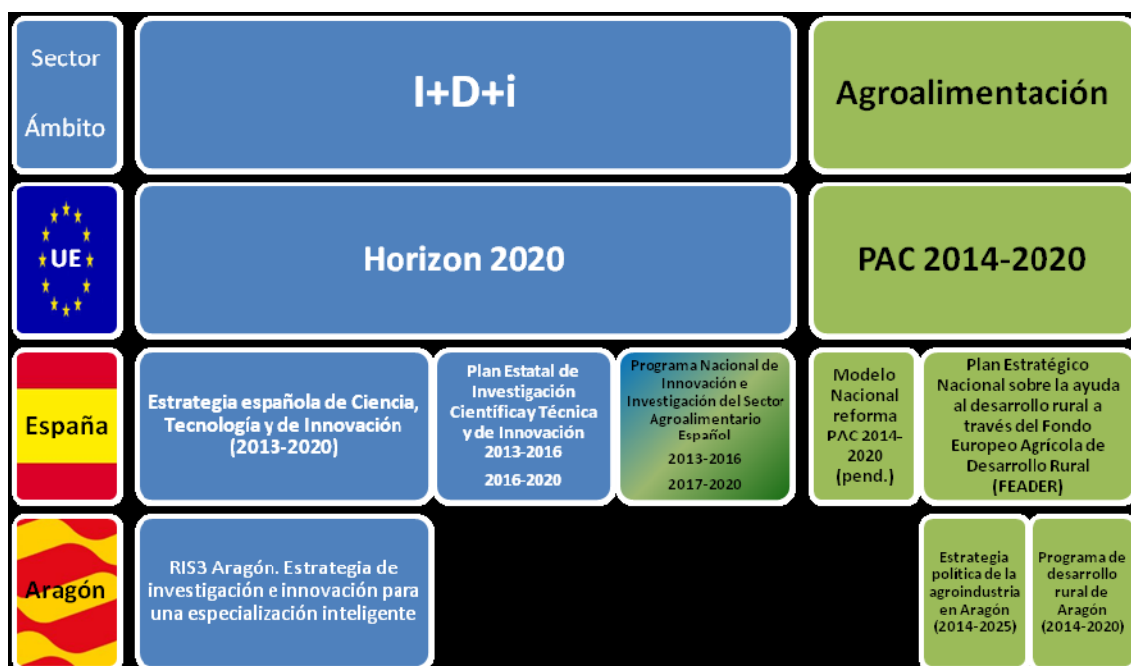 Sector
Ámbito
I+D+i
Agroalimentación
UE
Horizon 2020
PAC 2014-2020
España
Estrategia española de Ciencia,
Tecnología y de Innovación
(2013-2020)
Plan Estatal de
Investigación
Científica y Técnica
y de Innovación
2013-2016
2016-2020
Programa Nacional de
Innovación e
Investigación del Sector
Agroalimentario
Español
2013-2016
2017-2020
Modelo
Nacional
reforma
PAC 2014-
2020
(pend.)
Plan Estratégico
Nacional sobre la ayuda
al desarrollo rural a
través del Fondo
Europeo Agrícola de
Desarrollo Rural
(FEADER)
Aragón
RIS3 Aragón. Estrategia de
investigación e innovación para
una especialización inteligente
Estrategia
política de la
agroindustria
en Aragón
(2014-2025)
Programa de
desarrollo
rural de
Aragón
(2014-2020)